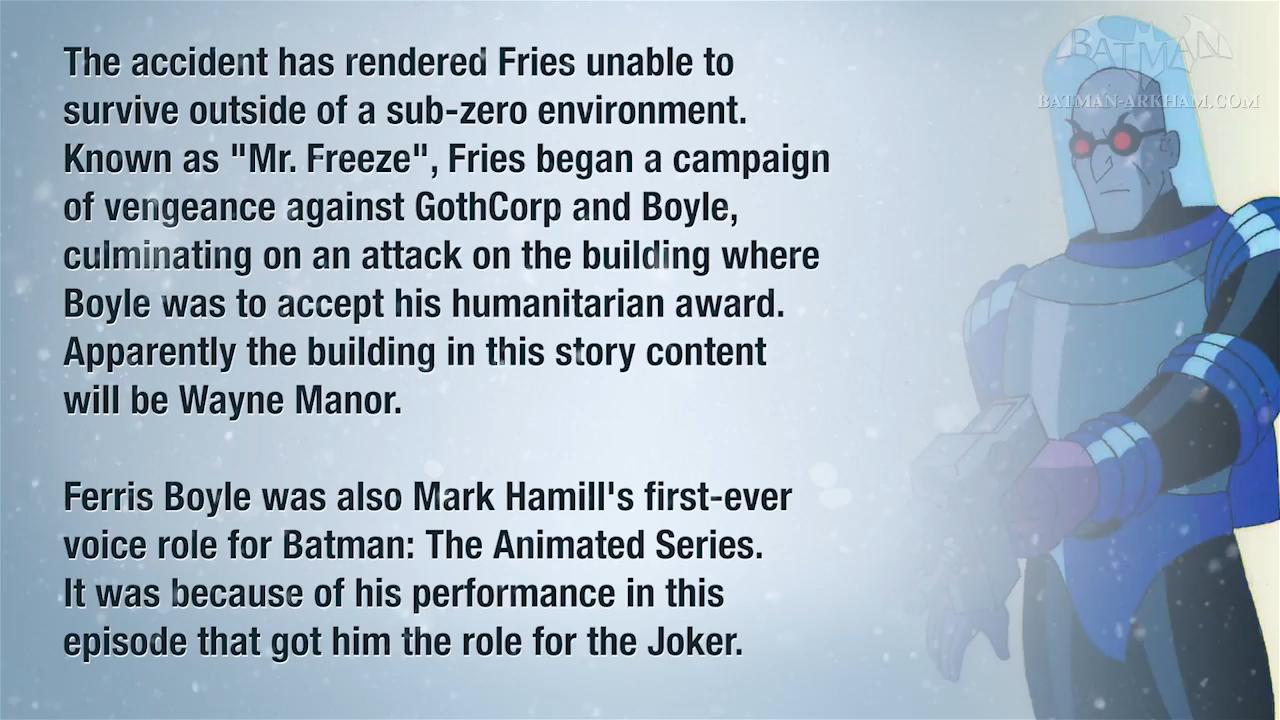 The accident has rendered Fries unable to
survive outside of a sub-zero environment.
Known as "Mr. Freeze", Fries began a campaign
of vengeance against GothCorp and Boyle,
culminating on an attack on the building where
Boyle was to accept his humanitarian award.
Apparently the building in this story content
will be Wayne Manor.
Ferris Boyle was also Mark Hamill's first-ever
voice role for Batman: The Animated Series.
It was because of his performance in this
episode that got him the role for the Joker.
BATMAN
BATMAN-ARKHAM.COM